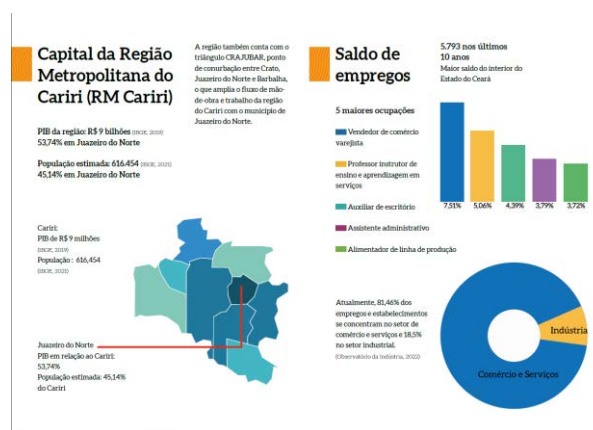 Capital da Região
Metropolitana do
Cariri (RM Cariri)
PIB da região: R$ 9 bilhões (IBGE, 2019)
53,74% em Juazeiro do Norte
População estimada: 616.454 (IBGE, 2021)
45,14% em Juazeiro do Norte
A região também conta com o
triângulo CRAJUBAR, ponto
de conurbação entre Crato,
Juazeiro do Norte e Barbalha,
o que amplia o fluxo de mão-
de-obra e trabalho da região
do Cariri com o município de
Juazeiro do Norte.
Cariri:
PIB de R$ 9 milhões
(IBGE, 2019)
População : 616,454
(IBGE, 2021)
Juazeiro do Norte
PIB em relação ao Cariri:
53,74%
População estimada: 45,14%
do Cariri
Saldo de
empregos
5.793 nos últimos
10 anos
Maior saldo do interior do
Estado do Ceará
5 maiores ocupações
Vendedor de comércio
varejista
Professor instrutor de
ensino e aprendizagem em
serviços
Auxiliar de escritório
Assistente administrativo
Alimentador de linha de produção
7,51% 5,06% 4,39% 3,79% 3,72%
Atualmente, 81,46% dos
empregos e estabelecimentos
se concentram no setor de
comércio e serviços e 18,5%
no setor industrial.
(Observatório da Indústria, 2022)
Indústria
Comércio e Serviços